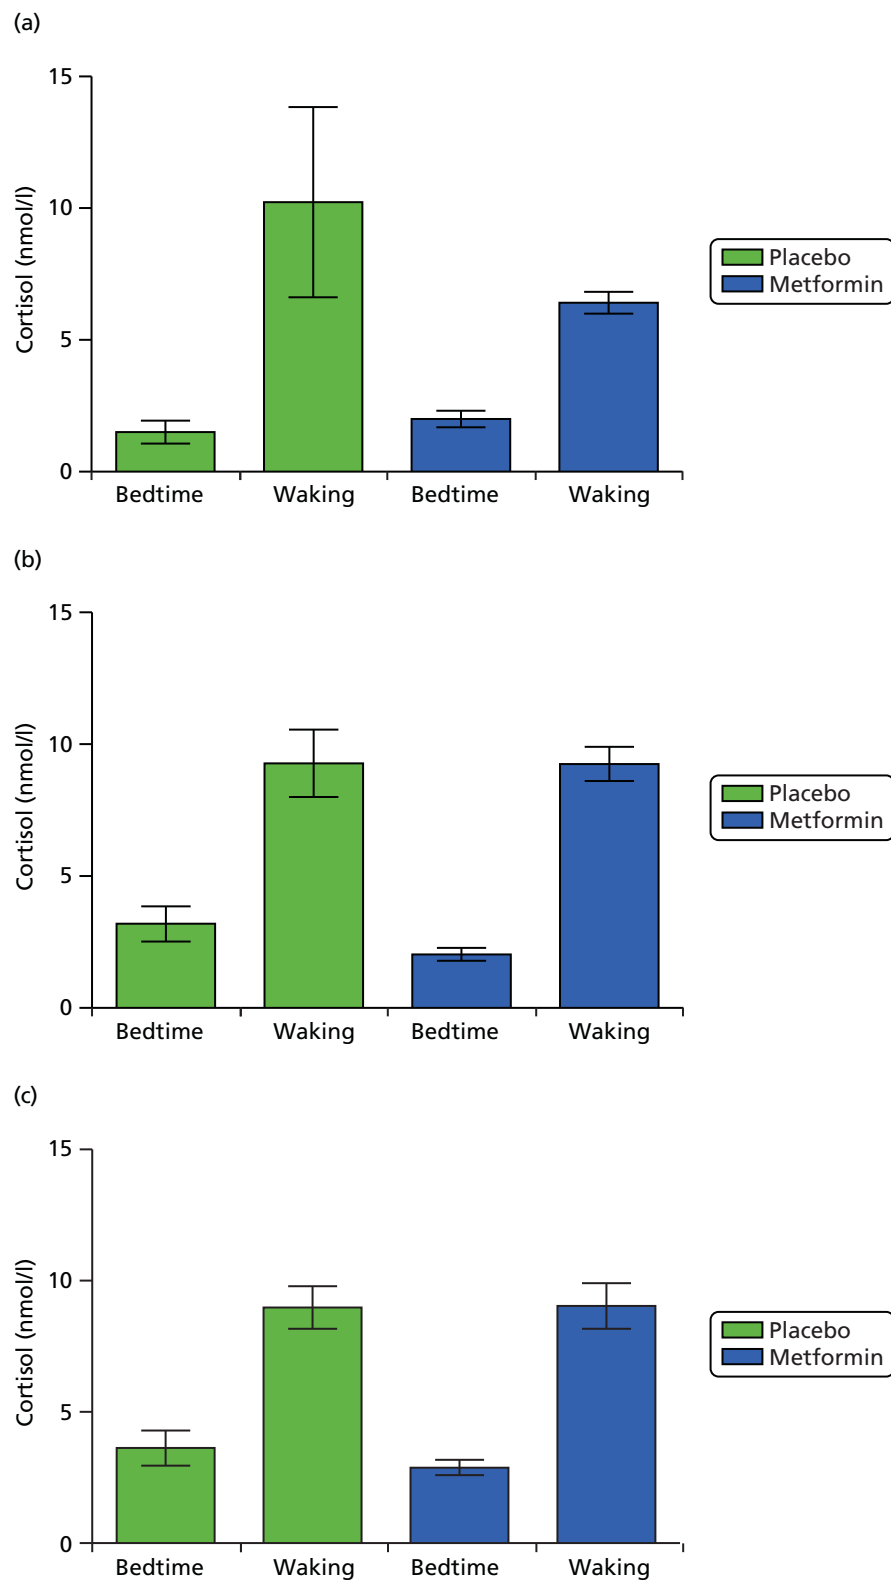 (a)
15
10
5
0
Cortisol (nmol/l)
Bedtime Waking Bedtime Waking
Placebo
Metformin
(b)
15
10
5
0
Cortisol (nmol/l)
Bedtime Waking Bedtime Waking
Placebo
Metformin
(c)
15
10
5
0
Cortisol (nmol/l)
Bedtime Waking Bedtime Waking
Placebo
Metformin